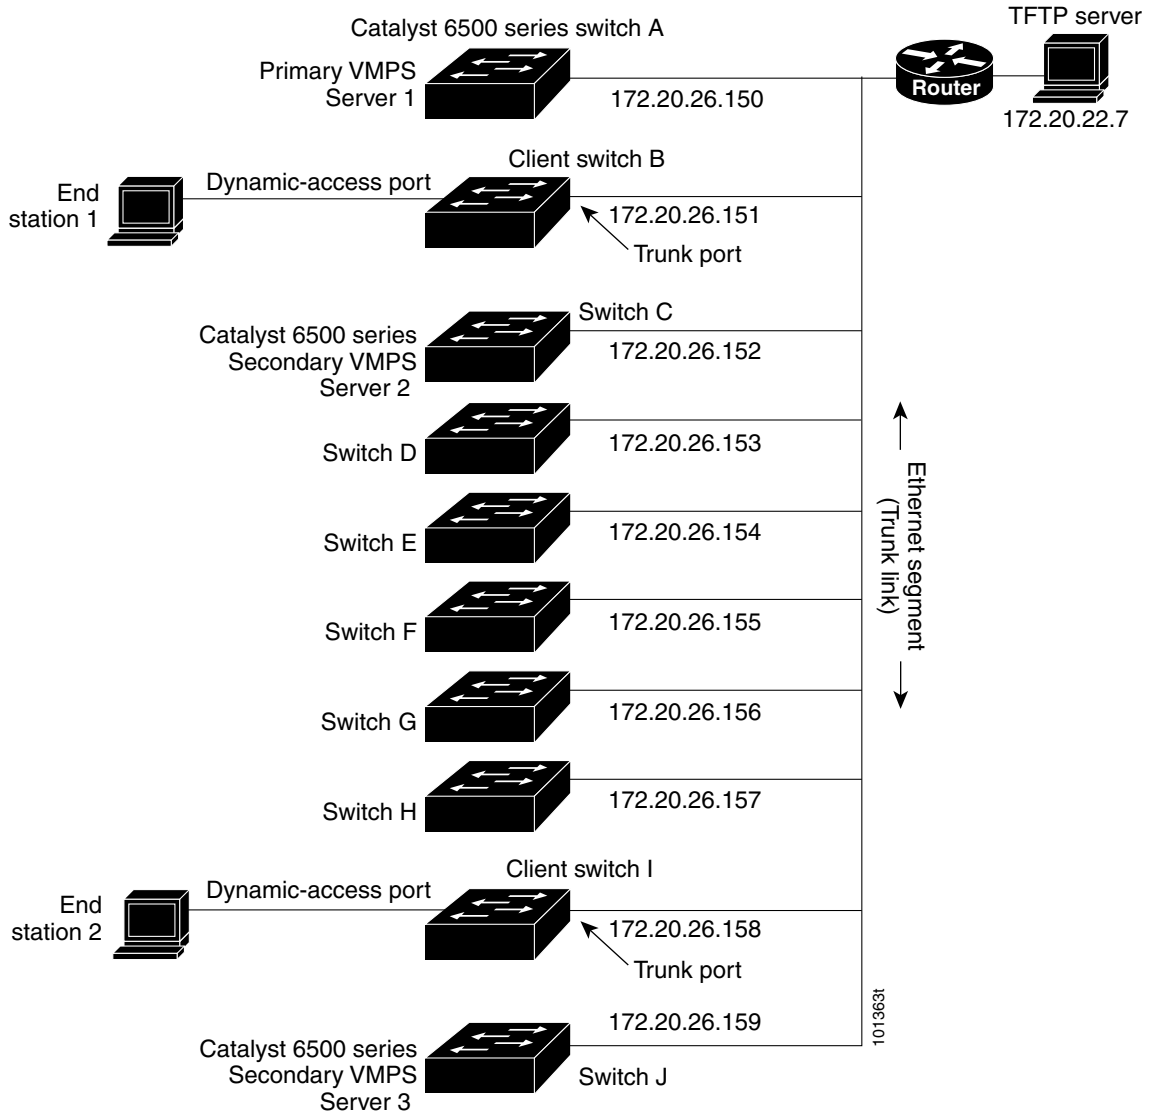 TFTP server
Catalyst 6500 series switch A
Primary VMPS
Server 1
172.20.26.150
Router
172.20.22.7
Client switch B
Dynamic-access port
End
station 1
172.20.26.151
Trunk port
Switch C
Catalyst 6500 series
Secondary VMPS
Server 2
172.20.26.152
Switch D
172.20.26.153
Ethernet segment
(Trunk link)
Switch E
172.20.26.154
Switch F
172.20.26.155
Switch G
172.20.26.156
Switch H
172.20.26.157
Client switch I
Dynamic-access port
End
station 2
172.20.26.158
Trunk port
101363t
172.20.26.159
Catalyst 6500 series
Secondary VMPS
Server 3
Switch J